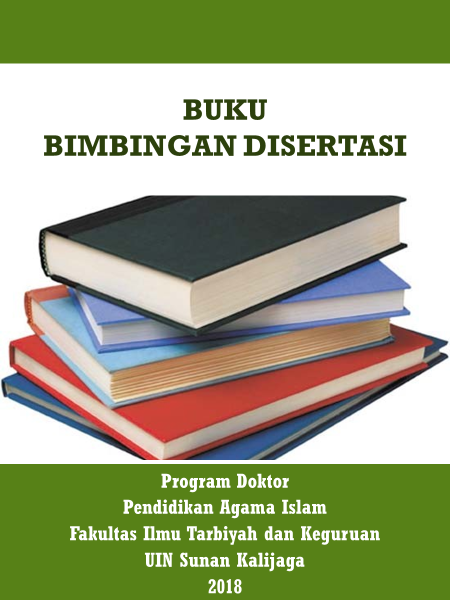 BUKU
BIMBINGAN DISERTASI
Program Doktor
Pendidikan Agama Islam
Fakultas Ilmu Tarbiyah dan Keguruan
UIN Sunan Kalijaga
2018